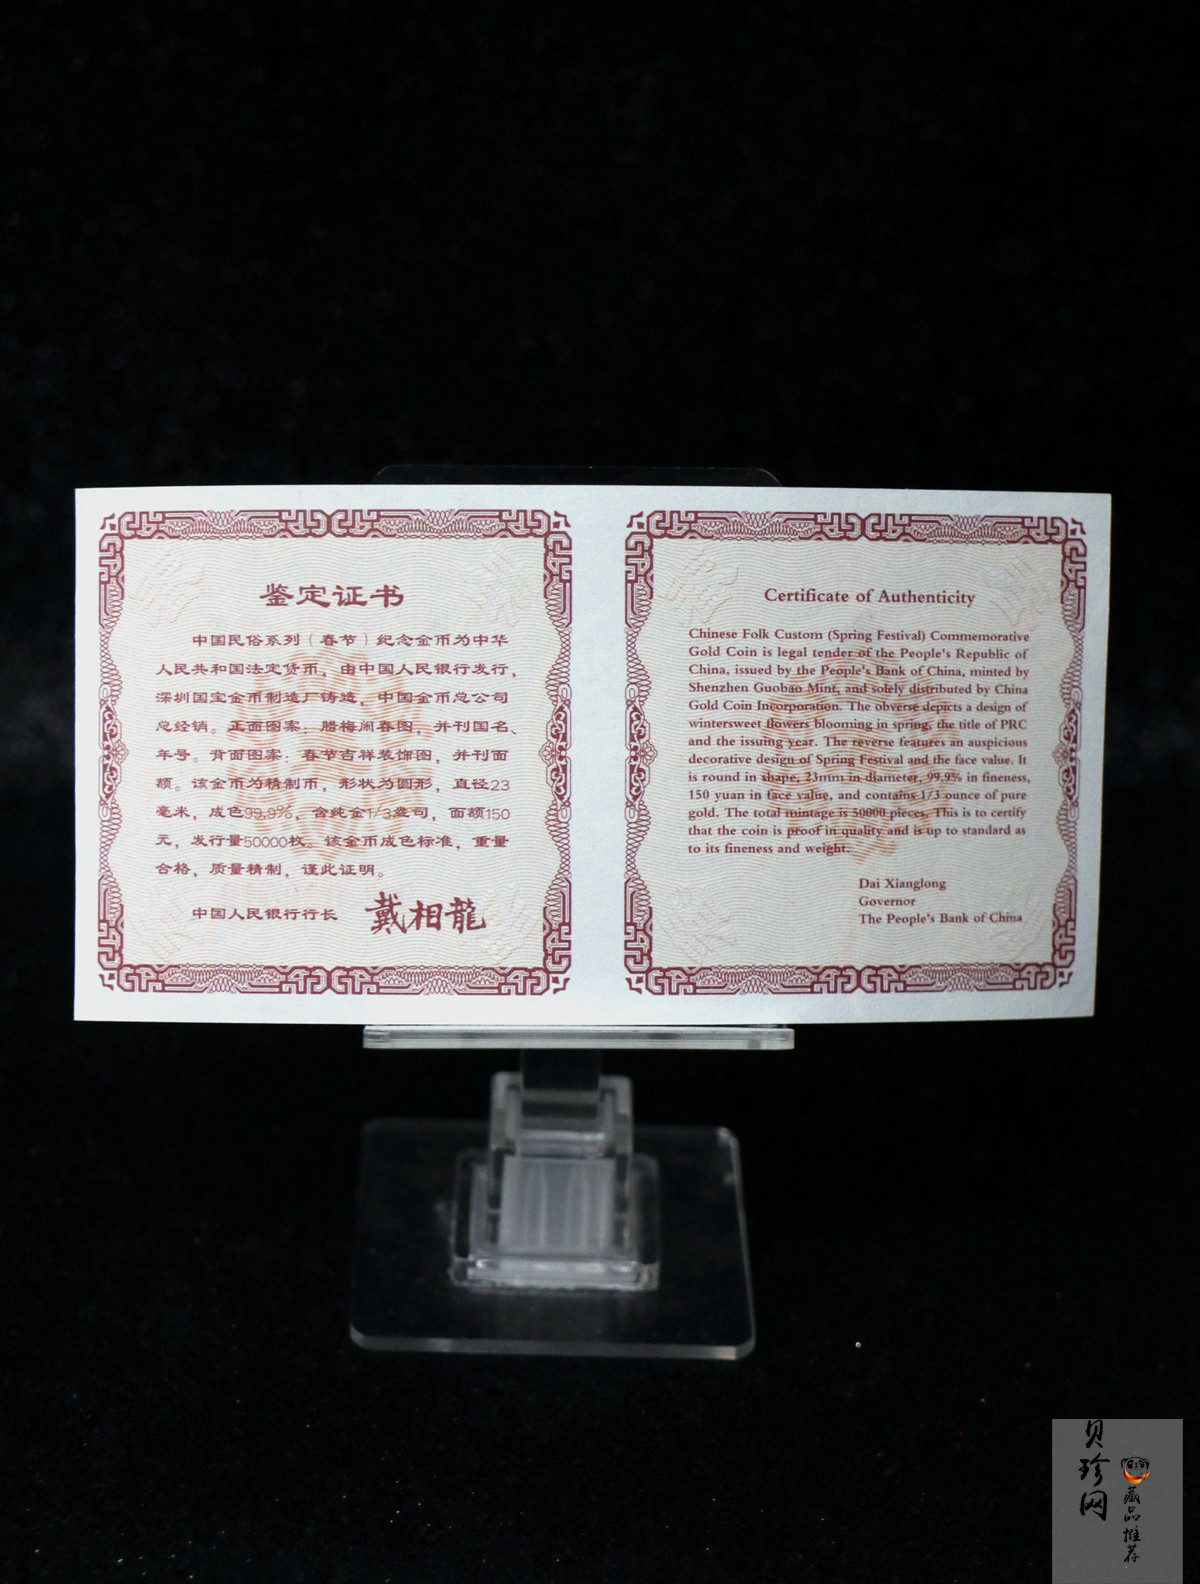 鉴定证书
中国民俗系列（春节）纪念金币为中华
人民共和国法定货币，由中国人民银行发行，
深圳国宝金币制造厂铸造，中国金币总公司
总经销。正面图案：腊梅闹春图，并刊国名、
年号。背面图案：春节吉祥装饰图，并刊面
额。该金币为精制币，形状为圆形，直径23
毫米，成色99.9%，含纯金1/3盎司，面额150
元，发行量50000枚。该金币成色标准，重量
合格，质量精制，谨此证明。
中国人民银行行长 戴相龍
Certificate of Authenticity
Chinese Folk Custom (Spring Festival) Commemorative
Gold Coin is legal tender of the People's Republic of
China, issued by the People's Bank of China, minted by
Shenzhen Guobao Mint, and solely distributed by China
Gold Coin Incorporation. The obverse depicts a design of
wintersweet flowers blooming in spring, the title of PRC
and the issuing year. The reverse features an auspicious
decorative design of Spring Festival and the face value. It
is round in shape, 23mm in diameter, 99.9% in fineness,
150 yuan in face value, and contains 1/3 ounce of pure
gold. The total mintage is 50000 pieces. This is to certify
that the coin is proof in quality and is up to standard as
to its fineness and weight.
Dai Xianglong
Governor
The People's Bank of China
贝珍网
藏品推荐